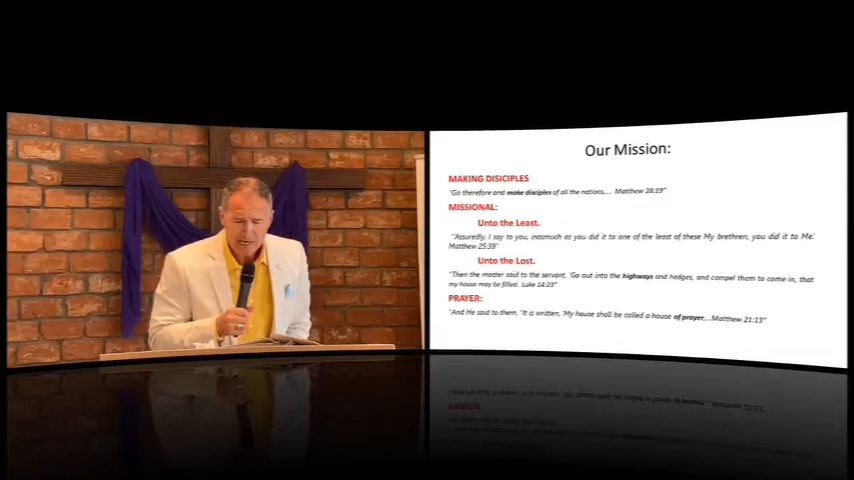 Our Mission:
MAKING DISICIPLES
"Go therefore and make disciples of all the nations,.... Matthew 28:19"
MISSIONAL:
Unto the Least.
"Assuredly, I say to you, inasmuch as you did it to one of the least of these My brethren, you did it to Me.'
Matthew 25:39"
Unto the Lost.
"Then the master said to the servant, 'Go out into the highways and hedges, and compel them to come in, that
my house may be filled. Luke 14:23"
PRAYER:
"And He said to them, "It is written, 'My house shall be called a house of prayer,...Matthew 21:13"